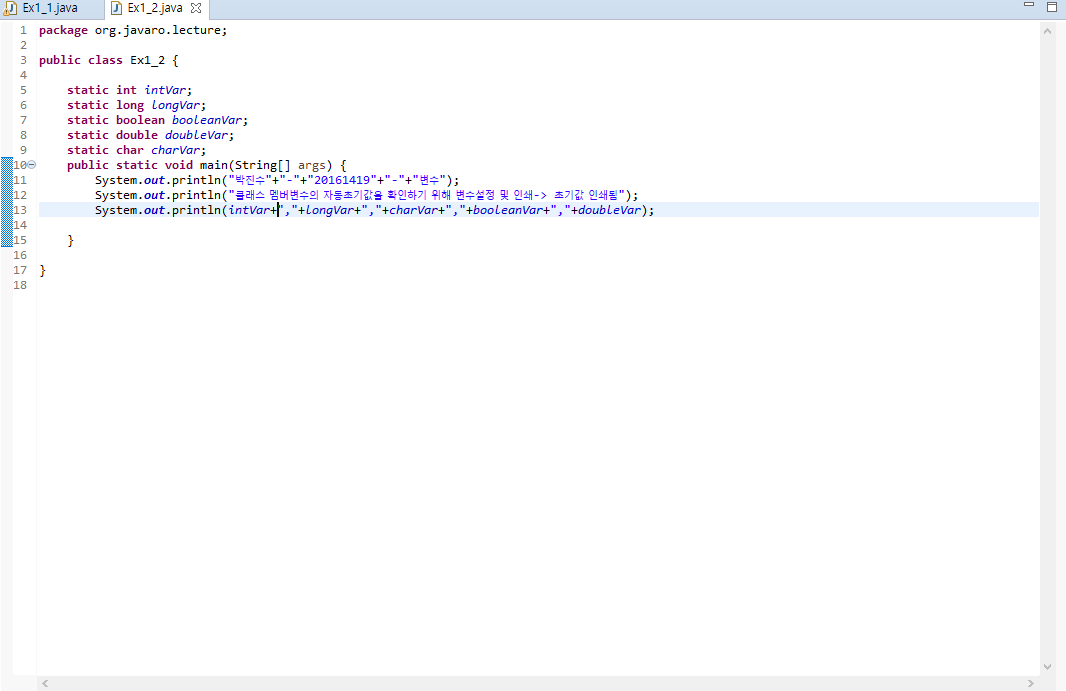 Ex1_1.java Ex1_2.java
1 package org.javaro.lecture;
2
3 public class Ex1_2 {
4
5 static int intVar;
6 static long longVar;
7 static boolean booleanVar;
8 static double doubleVar;
9 static char charVar;
10 public static void main(String[] args) {
11 System.out.println("박진수"+"-"+"20161419"+"-"+"변수");
12 System.out.println("클래스 멤버변수의 자동초기값을 확인하기 위해 변수설정 및 인쇄-> 초기값 인쇄됨");
13 System.out.println(intVar+","+longVar+","+charVar+","+booleanVar+","+doubleVar);
14
15 }
16
17 }
18